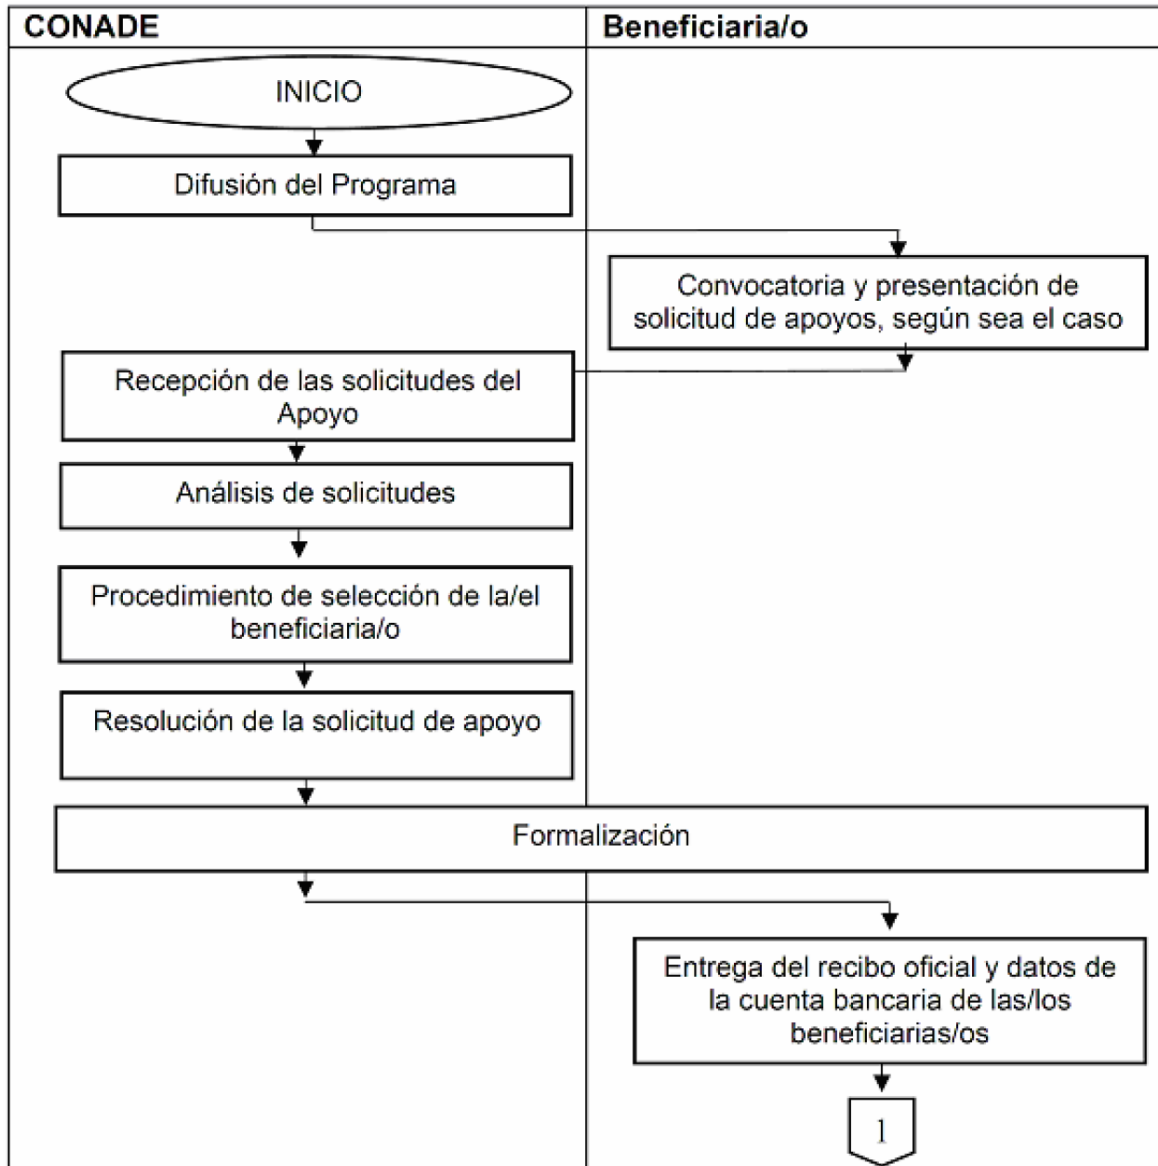 CONADE
Beneficiaria/o
INICIO
Difusión del Programa
Convocatoria y presentación de
solicitud de apoyos, según sea el caso
Recepción de las solicitudes del
Apoyo
Análisis de solicitudes
Procedimiento de selección de la/el
beneficiaria/o
Resolución de la solicitud de apoyo
Formalización
Entrega del recibo oficial y datos de
la cuenta bancaria de las/los
beneficiarias/os
1